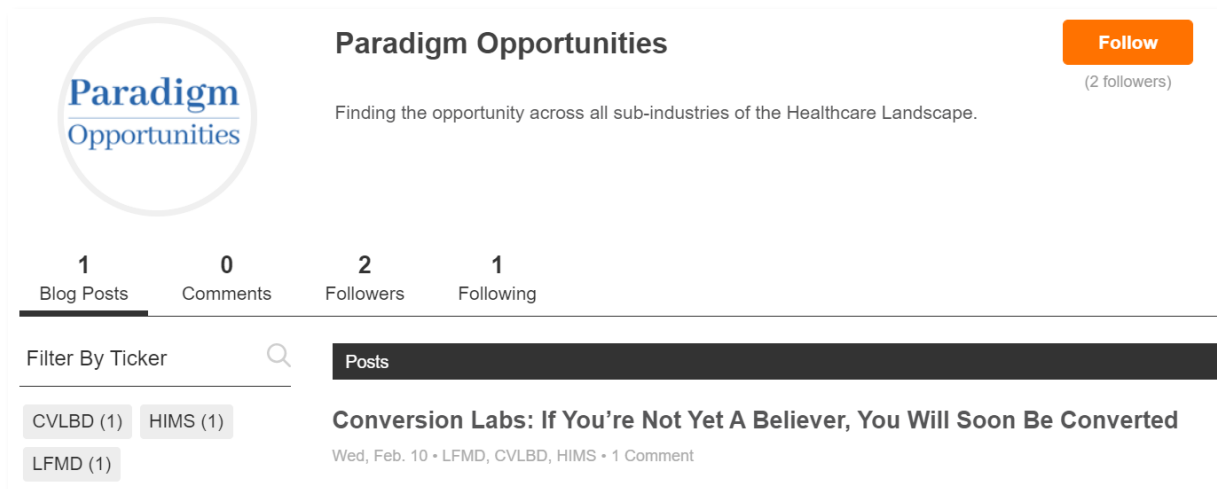 Paradigm
Opportunities
Paradigm Opportunities
Follow
(2 followers)
Finding the opportunity across all sub-industries of the Healthcare Landscape.
1
Blog Posts
0
Comments
2
Followers
1
Following
Filter By Ticker
CVLBD (1)
HIMS (1)
LFMD (1)
Posts
Conversion Labs: If You’re Not Yet A Believer, You Will Soon Be Converted
Wed, Feb. 10 • LFMD, CVLBD, HIMS • 1 Comment